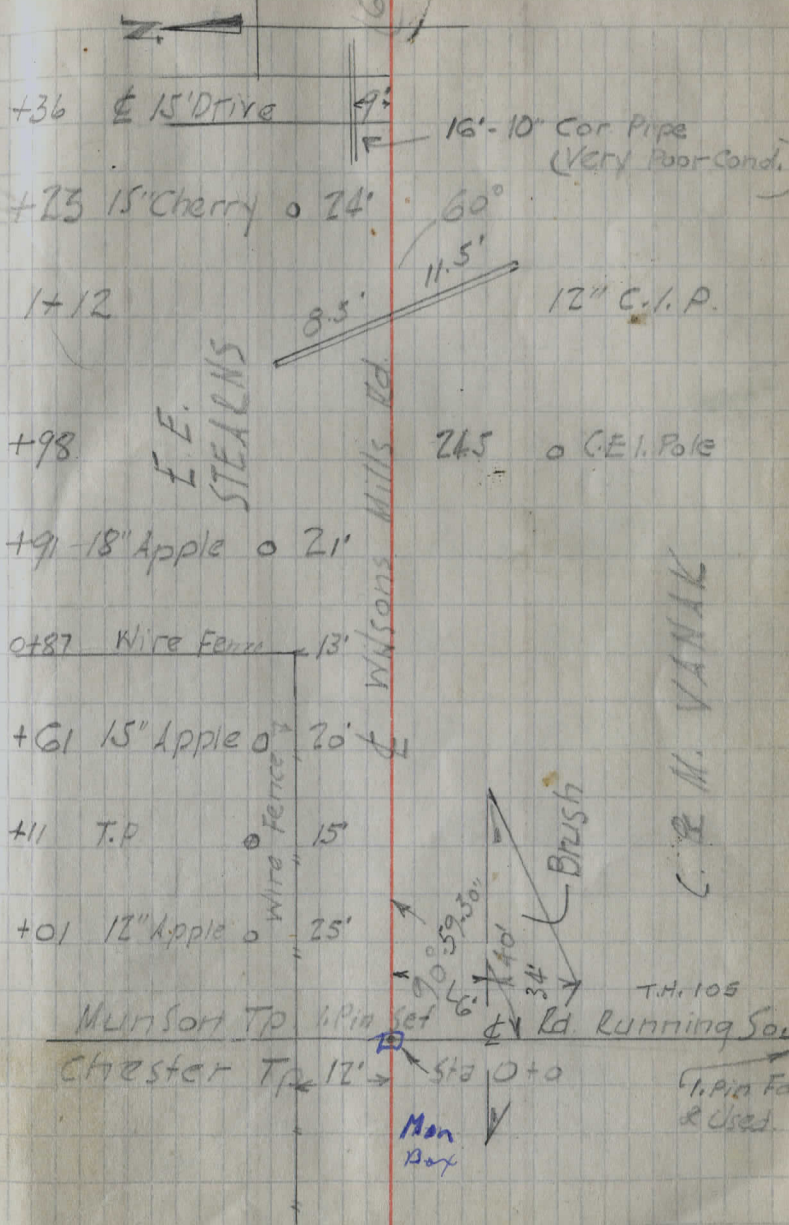 N.
+36 ₵ 15' Drive 9'
16'-10" Cor. Pipe
(Very Poor Cond.
+23 15" Cherry o 24' 60°
8.5' 11.5'
1+12 12" C.I.P.
E.E.
STEARNS
+98 24.5 o C.E.I. Pole
+91 18" Apple o 21'
₵ Wilsons Mills Rd.
0+87 Wire Fence 13'
C. & M. VANAK
+61 15" Apple o 20'
Wire Fence
+11 T.P. 15'
Brush
+01 12" Apple o 25'
90°-59'-30"
6' 40'
34'
T.H. 105
Munson Tp. I. Pin Set ₵ Rd. Running Sou
Chester Tp. 12' Sta 0+0
I. Pin Fo
& Used.
Mon
Box